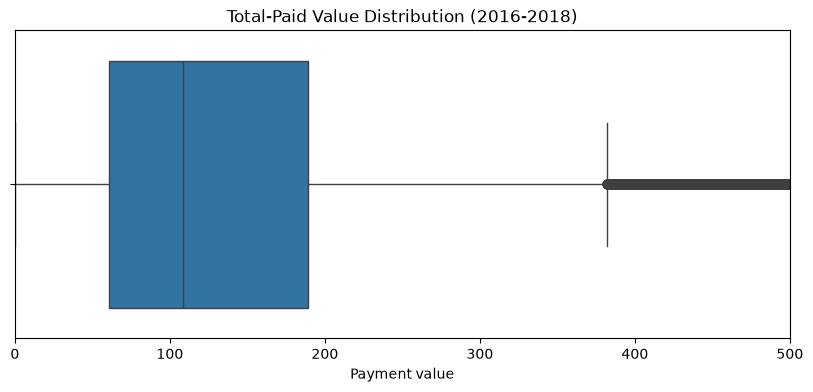 Total-Paid Value Distribution (2016-2018)
0 100 200 300 400 500
Payment value